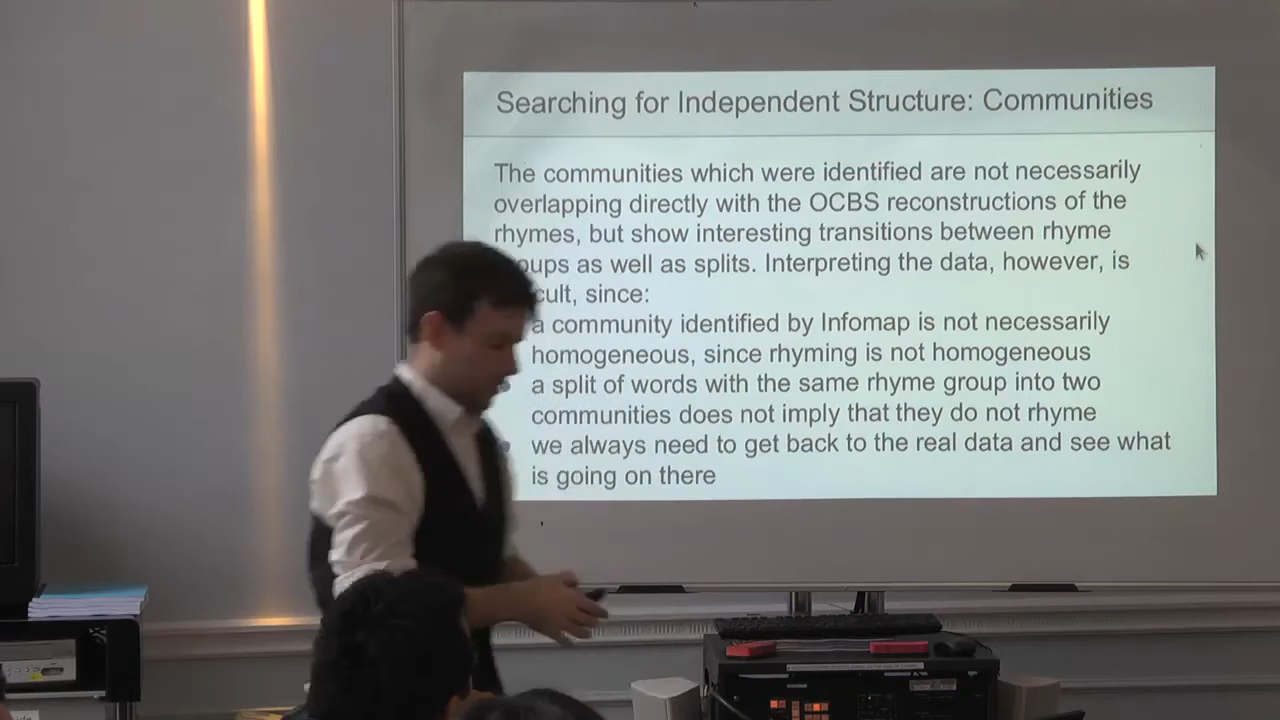 Searching for Independent Structure: Communities
The communities which were identified are not necessarily
overlapping directly with the OCBS reconstructions of the
rhymes, but show interesting transitions between rhyme
oups as well as splits. Interpreting the data, however, is
cult, since:
a community identified by Infomap is not necessarily
homogeneous, since rhyming is not homogeneous
a split of words with the same rhyme group into two
communities does not imply that they do not rhyme
we always need to get back to the real data and see what
is going on there